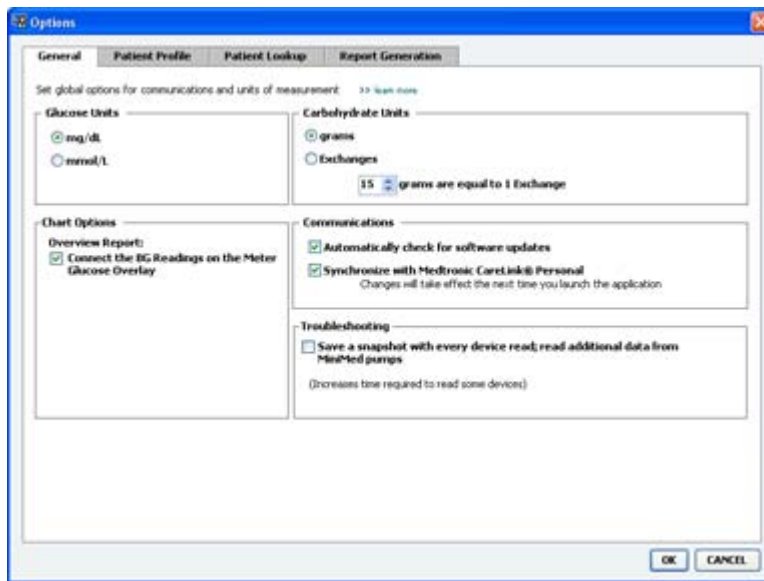 Options
General Patient Profile Patient Lookup Report Generation
Set global options for communications and units of measurement >> learn more
Glucose Units
mg/dL
mmol/L
Carbohydrate Units
grams
Exchanges
15 grams are equal to 1 Exchange
Chart Options
Overview Report:
Connect the BG Readings on the Meter
Glucose Overlay
Communications
Automatically check for software updates
Synchronize with Medtronic CareLink® Personal
Changes will take effect the next time you launch the application
Troubleshooting
Save a snapshot with every device read; read additional data from
MiniMed pumps
(Increases time required to read some devices)
OK CANCEL